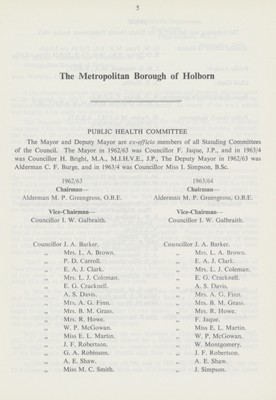 5
The Metropolitan Borough of Holborn
PUBLIC HEALTH COMMITTEE
The Mayor and Deputy Mayor are ex-officio members of all Standing Committees
of the Council. The Mayor in 1962/63 was Councillor F. Jaque, J.P., and in 1963/4
was Councillor H. Bright, M.A., M.I.H.V.E., J.P., The Deputy Mayor in 1962/63 was
Alderman C. F. Burge, and in 1963/4 was Councillor Miss I. Simpson, B.Sc.
1962/63
Chairman—
Alderman M. P. Greengross, O.B.E.
Vice-Chairman—
Councillor I. W. Galbraith.
Councillor J. A. Barker.
„ Mrs. L. A. Brown.
„ P. D. Carroll.
„ E. A. J. Clark.
„ Mrs. L. J. Coleman.
„ E. G. Cracknell.
„ A. S. Davis.
„ Mrs. A. G. Finn.
„ Mrs. B. M. Grass.
„ Mrs. R. Howe.
„ W. P. McGowan.
„ Miss E. L. Martin.
„ J. F. Robertson.
„ G. A. Robinson.
„ A. E. Shaw.
„ Miss M. C. Smith.
1963/64
Chairman—
Alderman M. P. Greengross, O.B.E.
Vice-Chairman—
Councillor I. W. Galbraith.
Councillor J. A. Barker.
„ Mrs. L. A. Brown.
„ E. A. J. Clark.
„ Mrs. L. J. Coleman.
„ E. G. Cracknell.
„ A. S. Davis.
„ Mrs. A. G. Finn.
„ Mrs. B. M. Grass.
„ Mrs. R. Howe.
„ F. Jaque.
„ Miss E. L. Martin.
„ W. P. McGowan.
„ W. Montgomery.
„ J. F. Robertson.
„ A. E. Shaw.
„ J. Simpson.